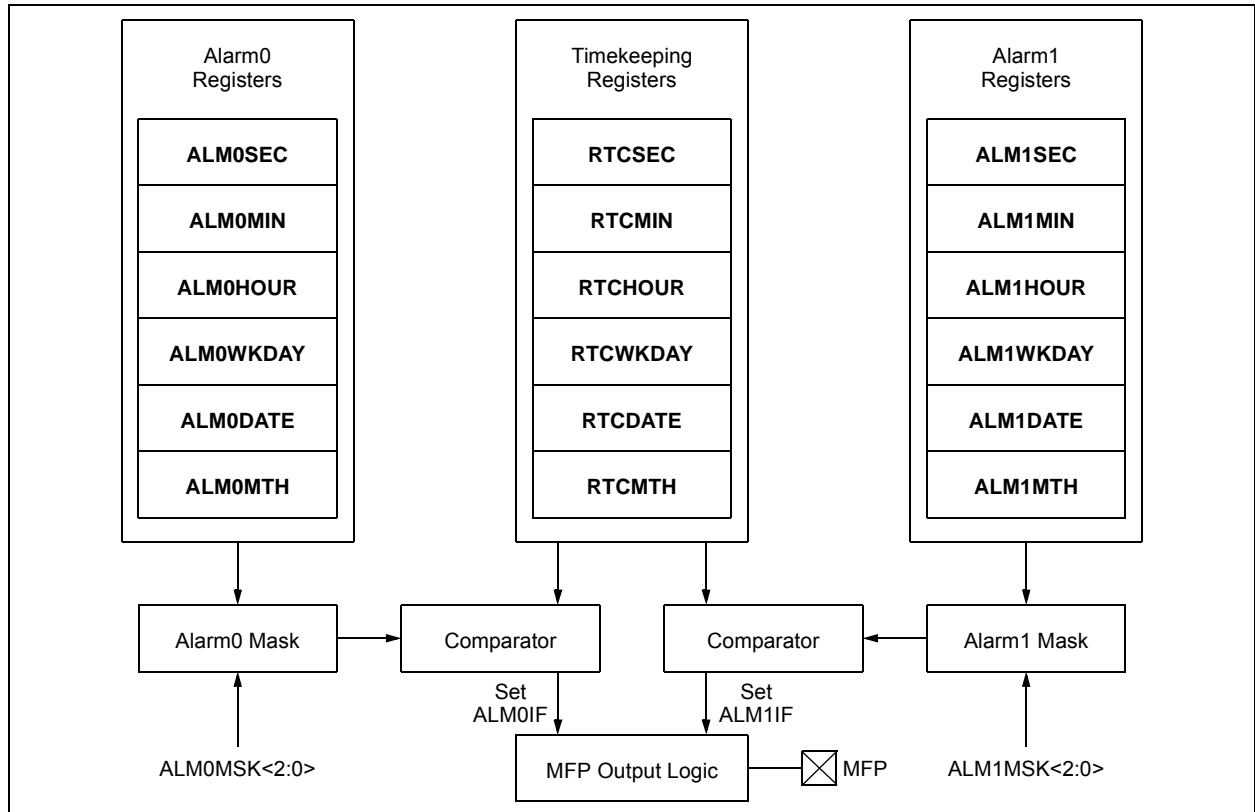 Alarm0
Registers
ALM0SEC
ALM0MIN
ALM0HOUR
ALM0WKDAY
ALM0DATE
ALM0MTH
Timekeeping
Registers
RTCSEC
RTCMIN
RTCHOUR
RTCWKDAY
RTCDATE
RTCMTH
Alarm1
Registers
ALM1SEC
ALM1MIN
ALM1HOUR
ALM1WKDAY
ALM1DATE
ALM1MTH
Alarm0 Mask
Comparator
Comparator
Alarm1 Mask
Set
ALM0IF
Set
ALM1IF
ALM0MSK<2:0>
MFP Output Logic
MFP
ALM1MSK<2:0>